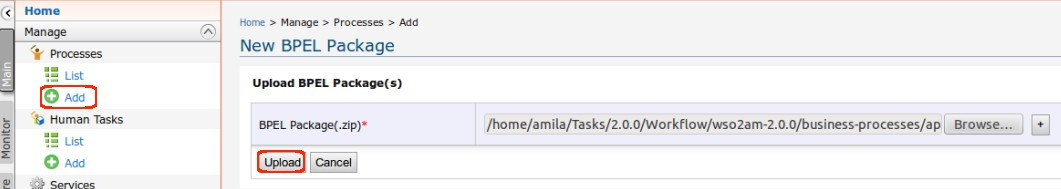 Home
Manage
Processes
List
Add
Human Tasks
List
Add
Services
Main
Monitor
Home > Manage > Processes > Add
New BPEL Package
Upload BPEL Package(s)
BPEL Package(.zip)* /home/amila/Tasks/2.0.0/Workflow/wso2am-2.0.0/business-processes/ap Browse... +
Upload Cancel